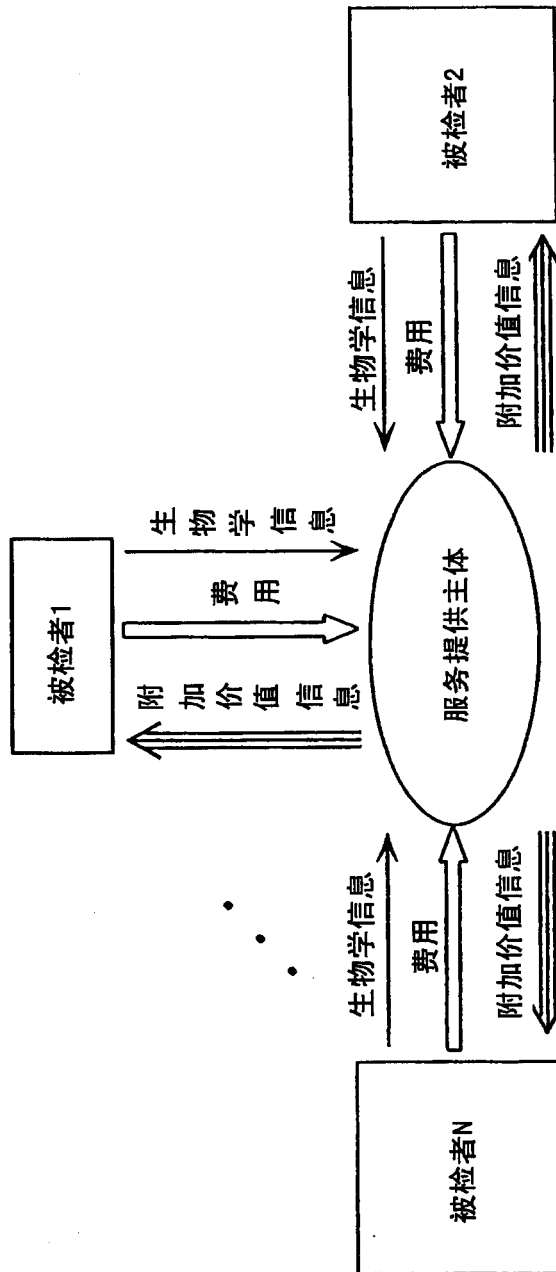 被检者1
附加价值信息
费用
生物学信息
被检者N
生物学信息
费用
附加价值信息
服务提供主体
生物学信息
费用
附加价值信息
被检者2